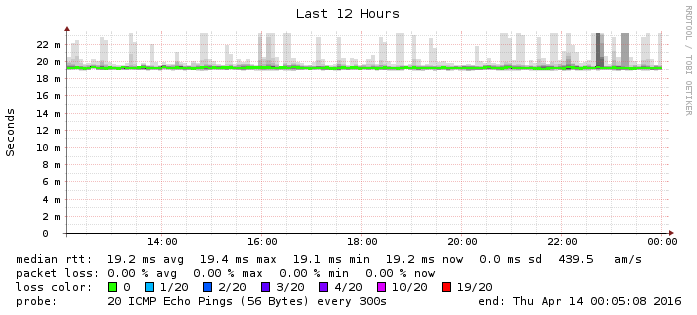 Last 12 Hours
RRDTOOL / TOBI OETIKER
Seconds
22 m
20 m
18 m
16 m
14 m
12 m
10 m
8 m
6 m
4 m
2 m
0
14:00 16:00 18:00 20:00 22:00 00:00
median rtt: 19.2 ms avg 19.4 ms max 19.1 ms min 19.2 ms now 0.0 ms sd 439.5 am/s
packet loss: 0.00 % avg 0.00 % max 0.00 % min 0.00 % now
loss color: 0 1/20 2/20 3/20 4/20 10/20 19/20
probe: 20 ICMP Echo Pings (56 Bytes) every 300s end: Thu Apr 14 00:05:08 2016